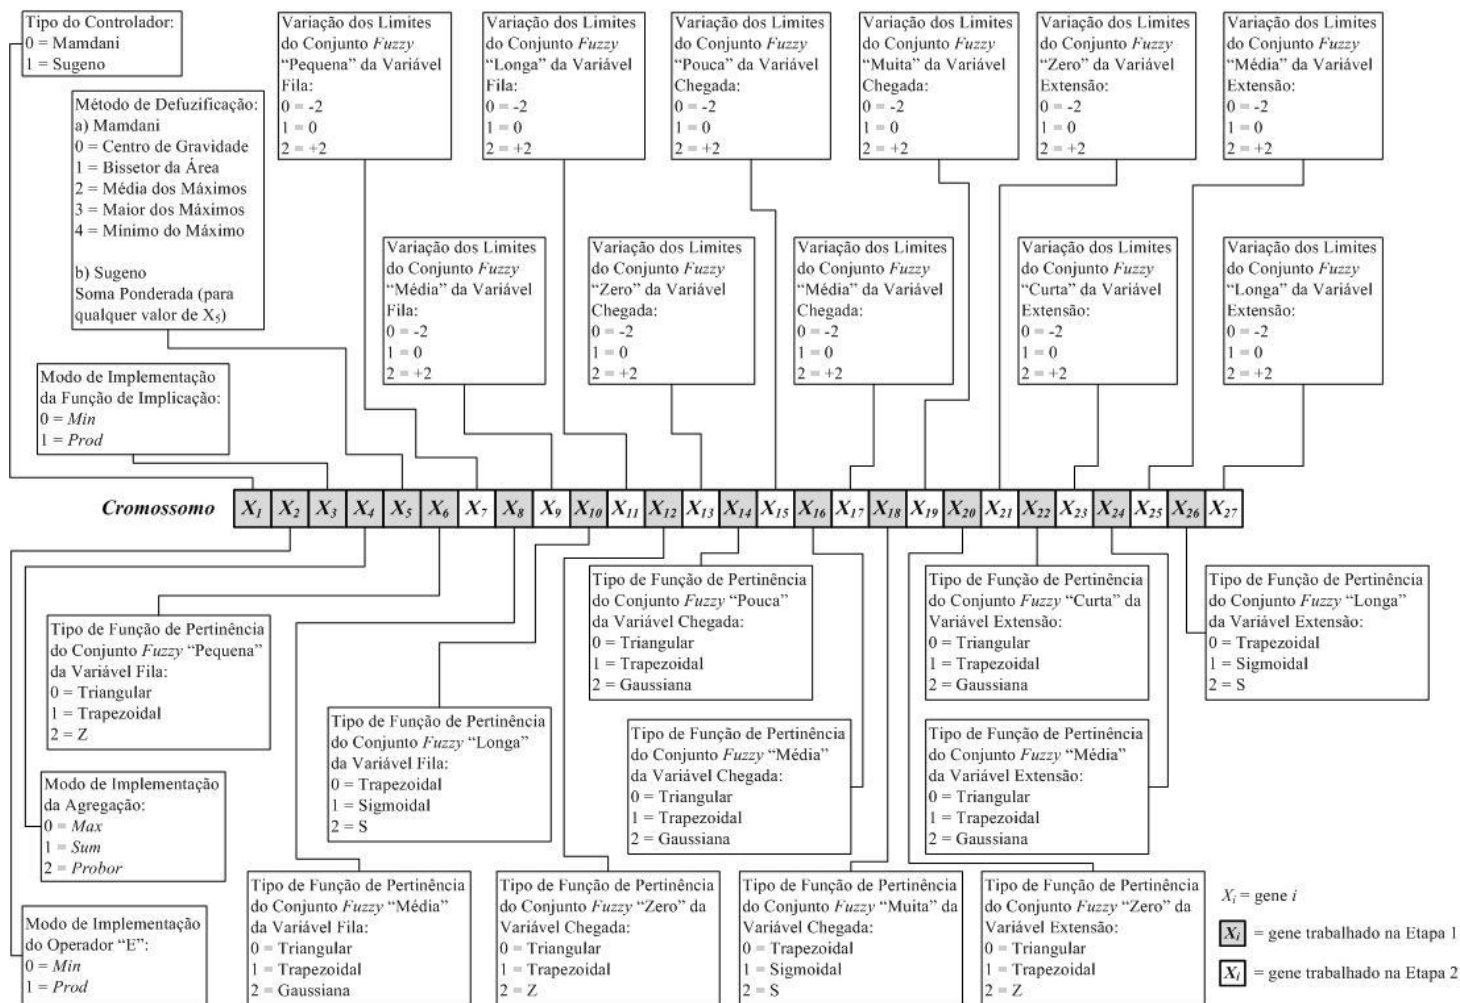 Tipo do Controlador:
0 = Mamdani
1 = Sugeno
Variação dos Limites
do Conjunto Fuzzy
“Pequena” da Variável
Fila:
0 = -2
1 = 0
2 = +2
Variação dos Limites
do Conjunto Fuzzy
“Longa” da Variável
Fila:
0 = -2
1 = 0
2 = +2
Variação dos Limites
do Conjunto Fuzzy
“Pouca” da Variável
Chegada:
0 = -2
1 = 0
2 = +2
Variação dos Limites
do Conjunto Fuzzy
“Muita” da Variável
Chegada:
0 = -2
1 = 0
2 = +2
Variação dos Limites
do Conjunto Fuzzy
“Zero” da Variável
Extensão:
0 = -2
1 = 0
2 = +2
Variação dos Limites
do Conjunto Fuzzy
“Média” da Variável
Extensão:
0 = -2
1 = 0
2 = +2
Método de Defuzificação:
a) Mamdani
0 = Centro de Gravidade
1 = Bissetor da Área
2 = Média dos Máximos
3 = Maior dos Máximos
4 = Mínimo do Máximo
b) Sugeno
Soma Ponderada (para
qualquer valor de X5)
Variação dos Limites
do Conjunto Fuzzy
“Média” da Variável
Fila:
0 = -2
1 = 0
2 = +2
Variação dos Limites
do Conjunto Fuzzy
“Zero” da Variável
Chegada:
0 = -2
1 = 0
2 = +2
Variação dos Limites
do Conjunto Fuzzy
“Média” da Variável
Chegada:
0 = -2
1 = 0
2 = +2
Variação dos Limites
do Conjunto Fuzzy
“Curta” da Variável
Extensão:
0 = -2
1 = 0
2 = +2
Variação dos Limites
do Conjunto Fuzzy
“Longa” da Variável
Extensão:
0 = -2
1 = 0
2 = +2
Modo de Implementação
da Função de Implicação:
0 = Min
1 = Prod
Cromossomo X1 X2 X3 X4 X5 X6 X7 X8 X9 X10 X11 X12 X13 X14 X15 X16 X17 X18 X19 X20 X21 X22 X23 X24 X25 X26 X27
Tipo de Função de Pertinência
do Conjunto Fuzzy “Pouca”
da Variável Chegada:
0 = Triangular
1 = Trapezoidal
2 = Gaussiana
Tipo de Função de Pertinência
do Conjunto Fuzzy “Curta” da
Variável Extensão:
0 = Triangular
1 = Trapezoidal
2 = Gaussiana
Tipo de Função de Pertinência
do Conjunto Fuzzy “Longa”
da Variável Extensão:
0 = Trapezoidal
1 = Sigmoidal
2 = S
Tipo de Função de Pertinência
do Conjunto Fuzzy “Pequena”
da Variável Fila:
0 = Triangular
1 = Trapezoidal
2 = Z
Tipo de Função de Pertinência
do Conjunto Fuzzy “Longa”
da Variável Fila:
0 = Trapezoidal
1 = Sigmoidal
2 = S
Tipo de Função de Pertinência
do Conjunto Fuzzy “Média”
da Variável Chegada:
0 = Triangular
1 = Trapezoidal
2 = Gaussiana
Tipo de Função de Pertinência
do Conjunto Fuzzy “Média”
da Variável Extensão:
0 = Triangular
1 = Trapezoidal
2 = Gaussiana
Modo de Implementação
da Agregação:
0 = Max
1 = Sum
2 = Probor
Tipo de Função de Pertinência
do Conjunto Fuzzy “Média”
da Variável Fila:
0 = Triangular
1 = Trapezoidal
2 = Gaussiana
Tipo de Função de Pertinência
do Conjunto Fuzzy “Zero” da
Variável Chegada:
0 = Triangular
1 = Trapezoidal
2 = Z
Tipo de Função de Pertinência
do Conjunto Fuzzy “Muita” da
Variável Chegada:
0 = Trapezoidal
1 = Sigmoidal
2 = S
Tipo de Função de Pertinência
do Conjunto Fuzzy “Zero” da
Variável Extensão:
0 = Triangular
1 = Trapezoidal
2 = Z
Modo de Implementação
do Operador “E”:
0 = Min
1 = Prod
Xi = gene i
Xi = gene trabalhado na Etapa 1
Xi = gene trabalhado na Etapa 2